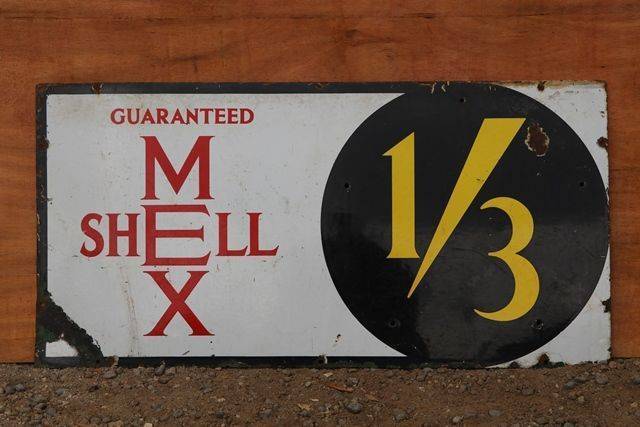 GUARANTEED
M
SHELL
X
1/3